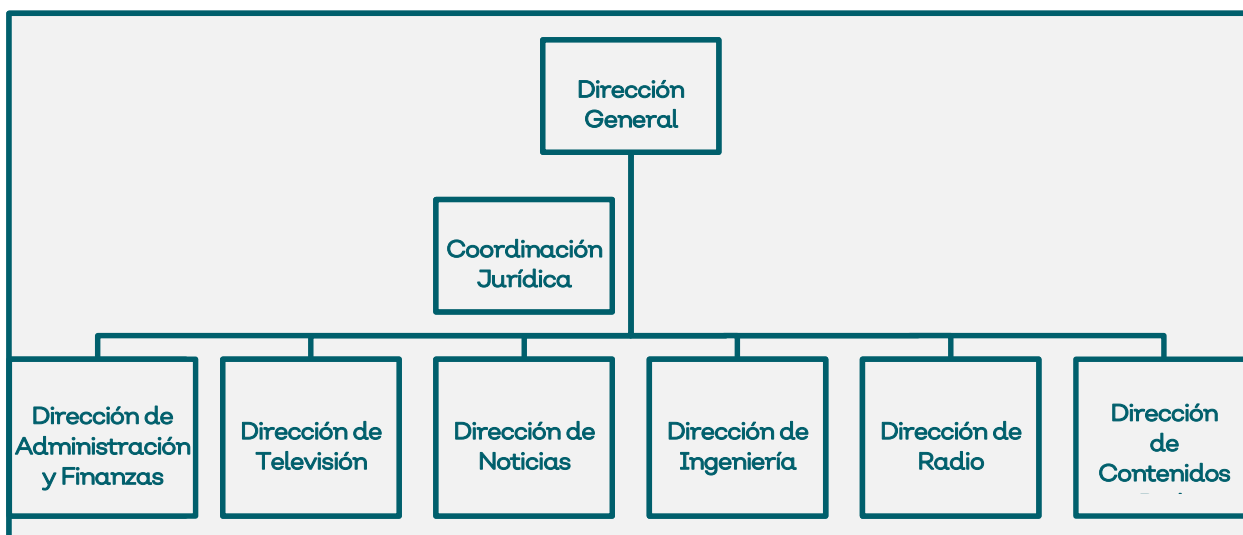 Dirección
General
Coordinación
Jurídica
Dirección de
Administración
y Finanzas
Dirección de
Televisión
Dirección de
Noticias
Dirección de
Ingeniería
Dirección de
Radio
Dirección
de
Contenidos